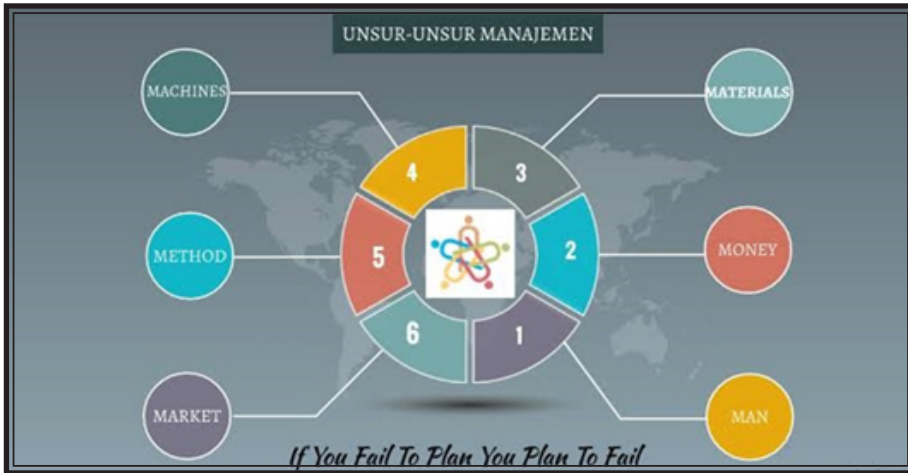 UNSUR-UNSUR MANAJEMEN
MACHINES
MATERIALS
4
3
METHOD
5
2
MONEY
6
1
MARKET
MAN
If You Fail To Plan You Plan To Fail